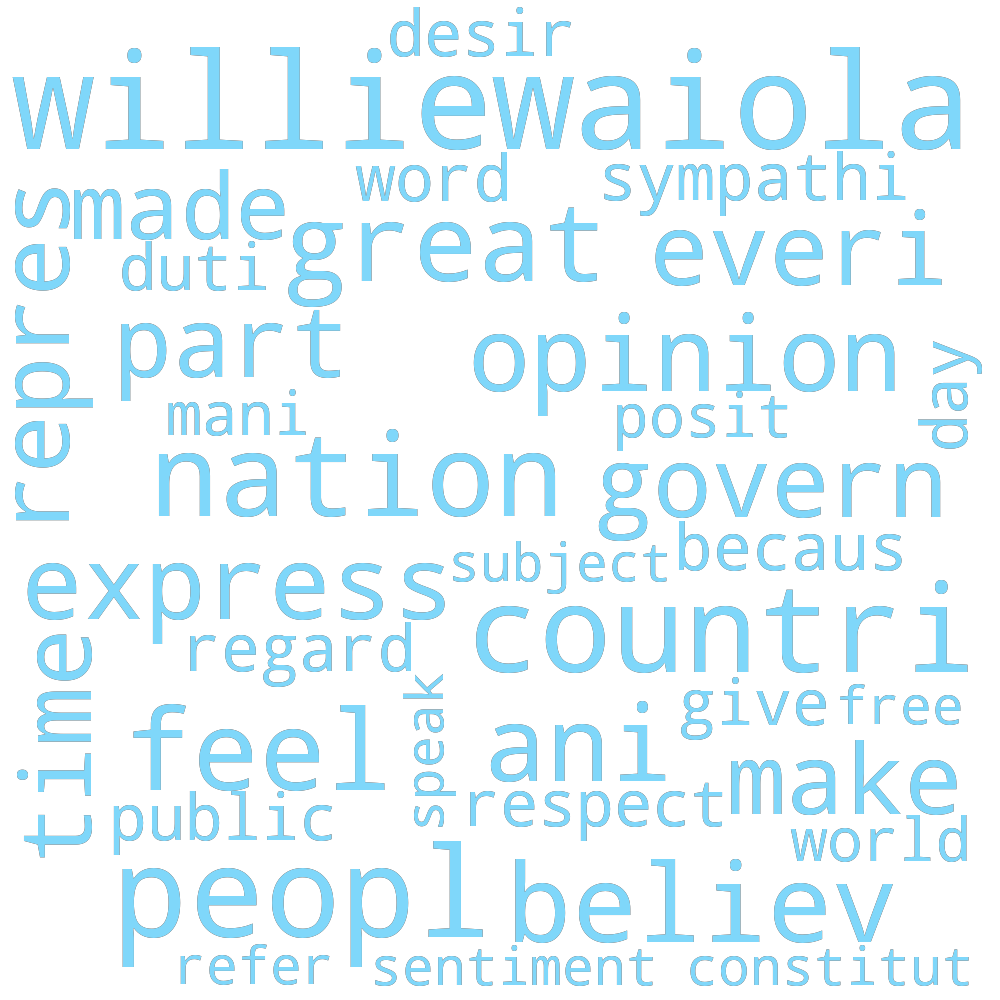 desir
williewaiola
word sympathi
made
repres
great everi
duti
part opinion
day
mani posit
nation govern
becaus
express subject
countri
regard
time
speak
give free
feel ani
make
public respect
world
peopl believ
refer sentiment constitut